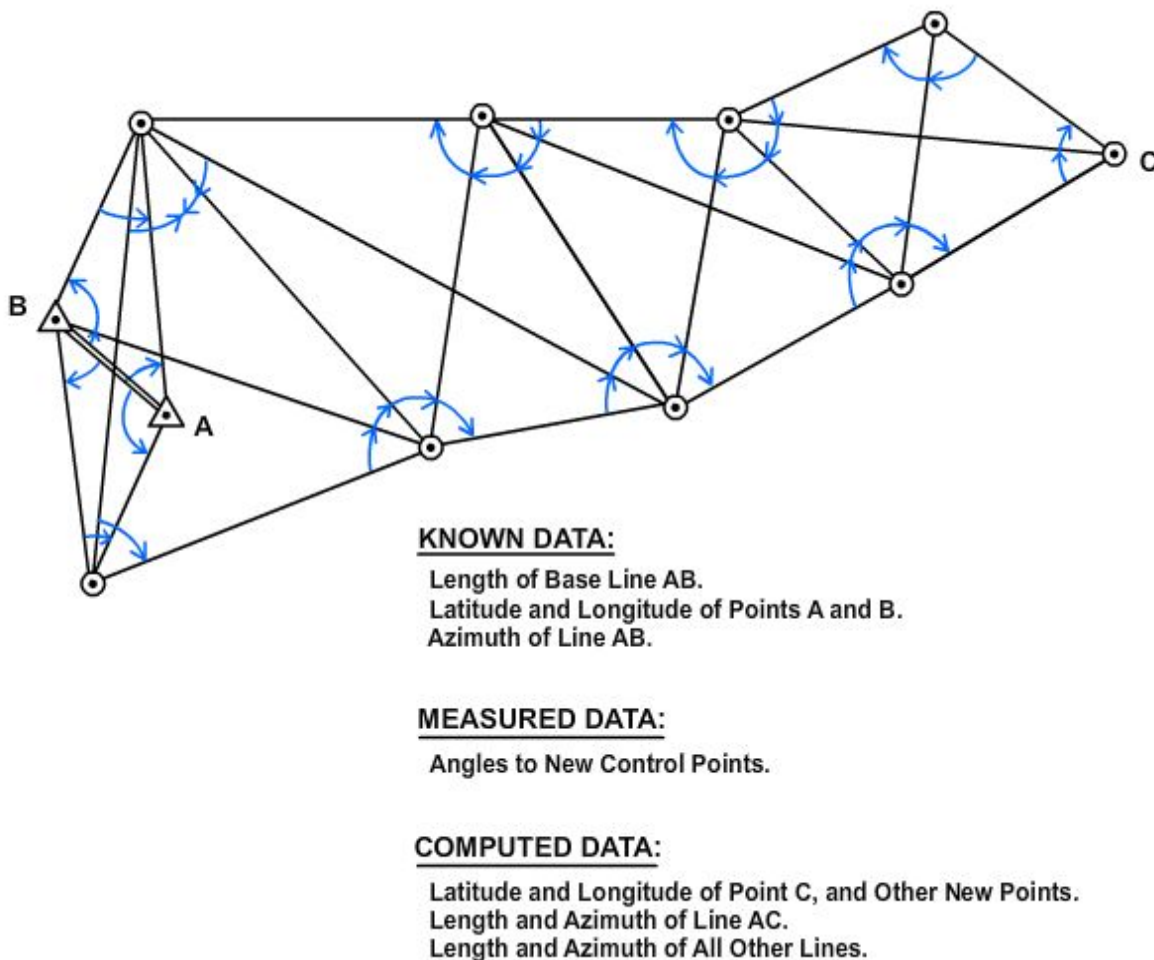 C
B
A
KNOWN DATA:
Length of Base Line AB.
Latitude and Longitude of Points A and B.
Azimuth of Line AB.
MEASURED DATA:
Angles to New Control Points.
COMPUTED DATA:
Latitude and Longitude of Point C, and Other New Points.
Length and Azimuth of Line AC.
Length and Azimuth of All Other Lines.